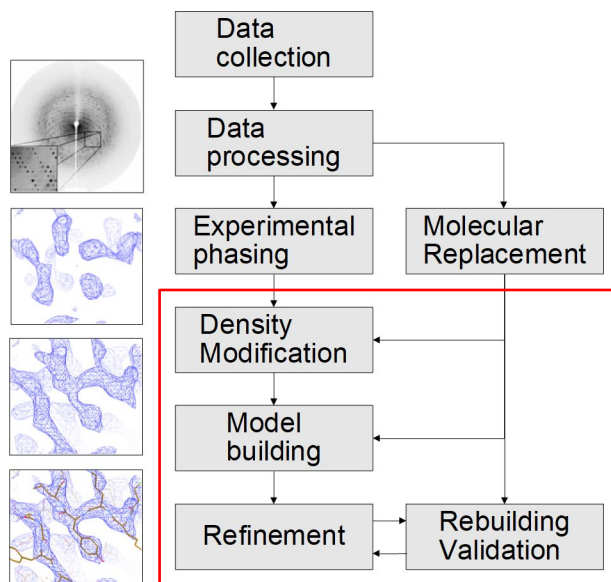 Data
collection
Data
processing
Experimental
phasing
Molecular
Replacement
Density
Modification
Model
building
Refinement
Rebuilding
Validation